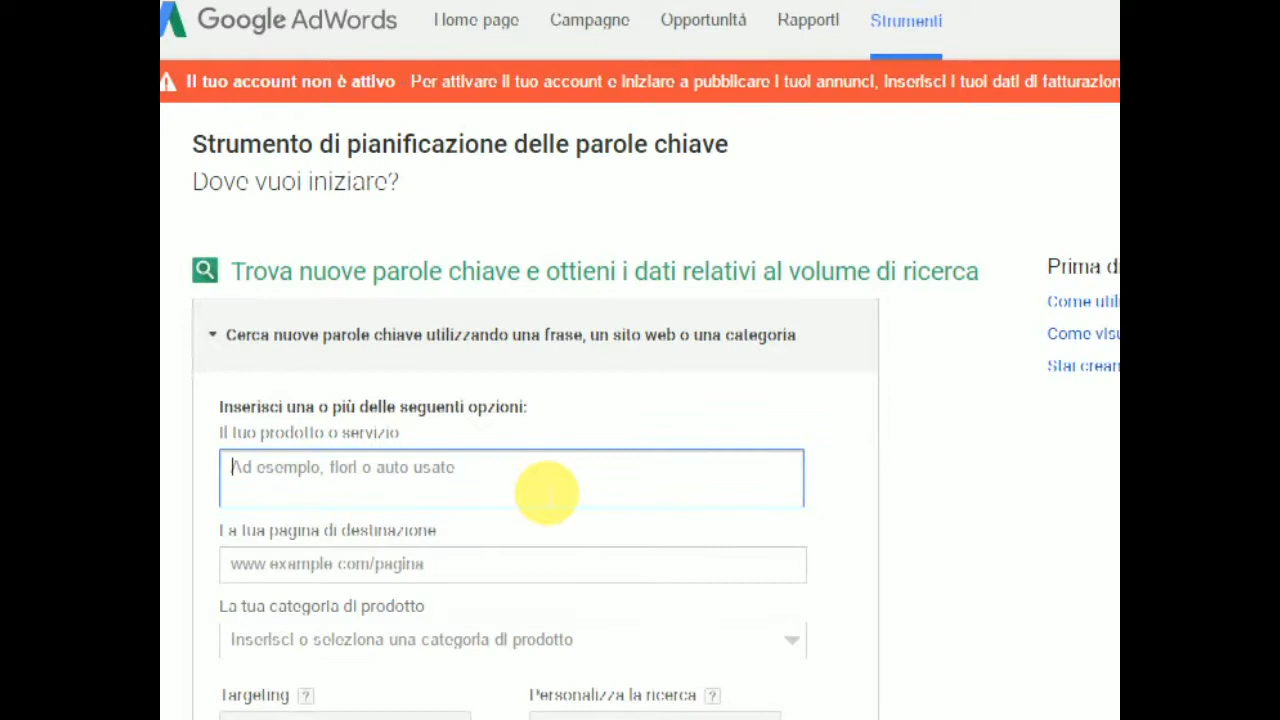 Google AdWords Home page Campagne Opportunità Rapporti Strumenti
Il tuo account non è attivo Per attivare il tuo account e iniziare a pubblicare i tuoi annunci, inserisci i tuoi dati di fatturazion
Strumento di pianificazione delle parole chiave
Dove vuoi iniziare?
Trova nuove parole chiave e ottieni i dati relativi al volume di ricerca
Prima d
Come util
Come visu
Stai crean
Cerca nuove parole chiave utilizzando una frase, un sito web o una categoria
Inserisci una o più delle seguenti opzioni:
Il tuo prodotto o servizio
Ad esempio, fiori o auto usate
La tua pagina di destinazione
www.example.com/pagina
La tua categoria di prodotto
Inserisci o seleziona una categoria di prodotto
Targeting ? Personalizza la ricerca ?